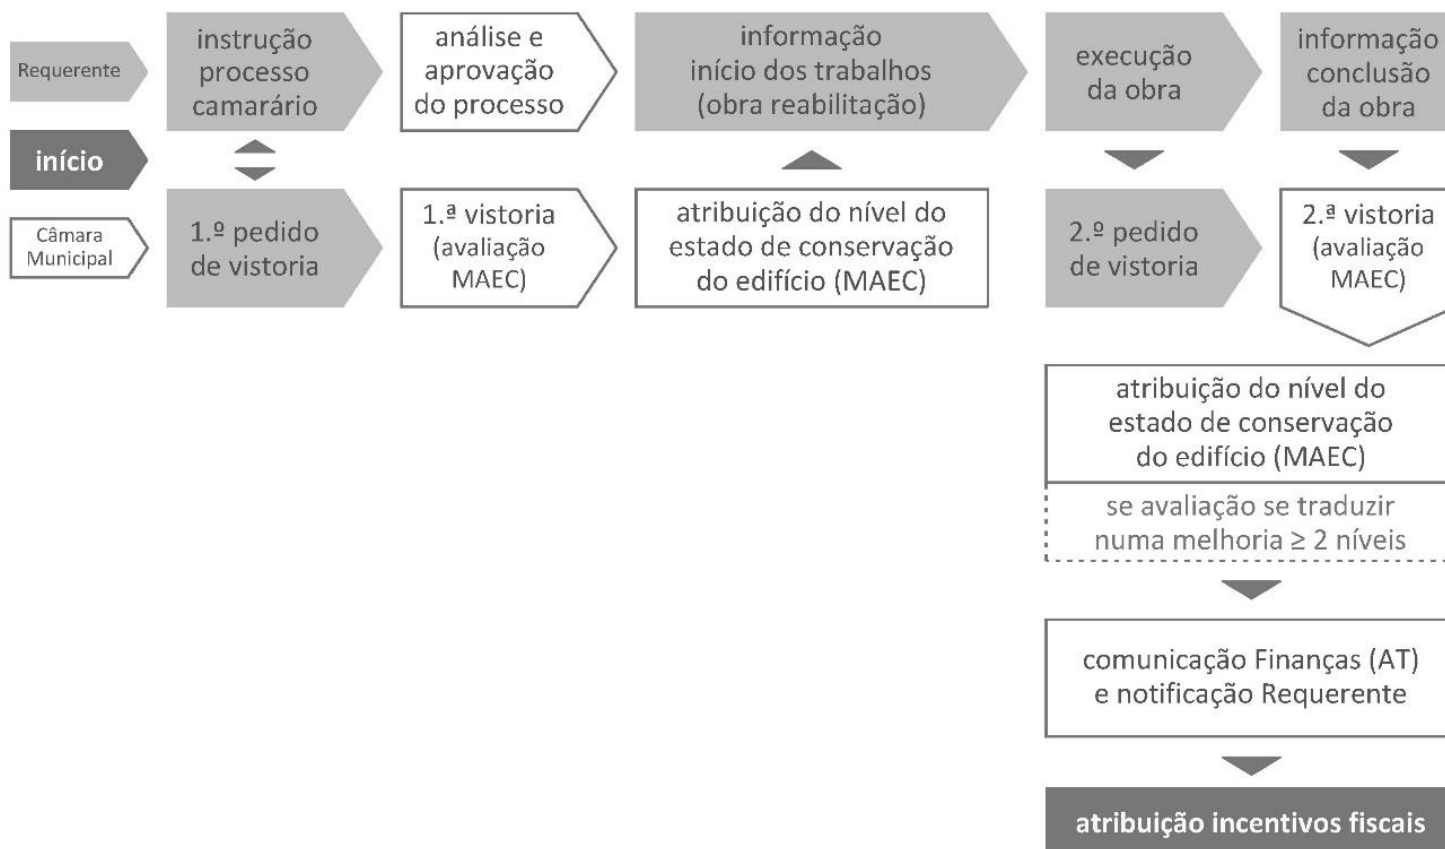 Requerente
início
Câmara
Municipal
instrução
processo
camarário
análise e
aprovação
do processo
informação
início dos trabalhos
(obra reabilitação)
execução
da obra
informação
conclusão
da obra
1.º pedido
de vistoria
1.ª vistoria
(avaliação
MAEC)
atribuição do nível do
estado de conservação
do edifício (MAEC)
2.º pedido
de vistoria
2.ª vistoria
(avaliação
MAEC)
atribuição do nível do
estado de conservação
do edifício (MAEC)
se avaliação se traduzir
numa melhoria ≥ 2 níveis
comunicação Finanças (AT)
e notificação Requerente
atribuição incentivos fiscais